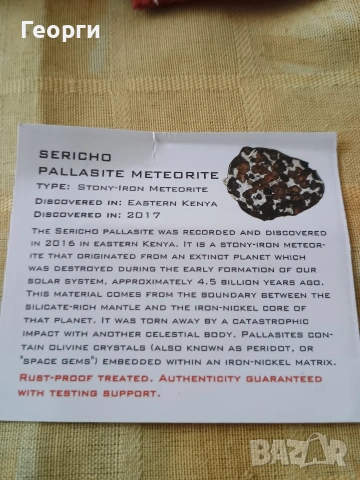 Георги
SERICHO
PALLASITE METEORITE
TYPE: STONY-IRON METEORITE
DISCOVERED IN: EASTERN KENYA
DISCOVERED IN: 2017
THE SERICHO PALLASITE WAS RECORDED AND DISCOVERED
IN 2016 IN EASTERN KENYA. IT IS A STONY-IRON METEOR-
ITE THAT ORIGINATED FROM AN EXTINCT PLANET WHICH
WAS DESTROYED DURING THE EARLY FORMATION OF OUR
SOLAR SYSTEM, APPROXIMATELY 4.5 BILLION YEARS AGO.
THIS MATERIAL COMES FROM THE BOUNDARY BETWEEN THE
SILICATE-RICH MANTLE AND THE IRON-NICKEL CORE OF
THAT PLANET. IT WAS TORN AWAY BY A CATASTROPHIC
IMPACT WITH ANOTHER CELESTIAL BODY. PALLASITES CON-
TAIN OLIVINE CRYSTALS (ALSO KNOWN AS PERIDOT, OR
"SPACE GEMS") EMBEDDED WITHIN AN IRON-NICKEL MATRIX.
RUST-PROOF TREATED. AUTHENTICITY GUARANTEED
WITH TESTING SUPPORT.
BAZAR
bg